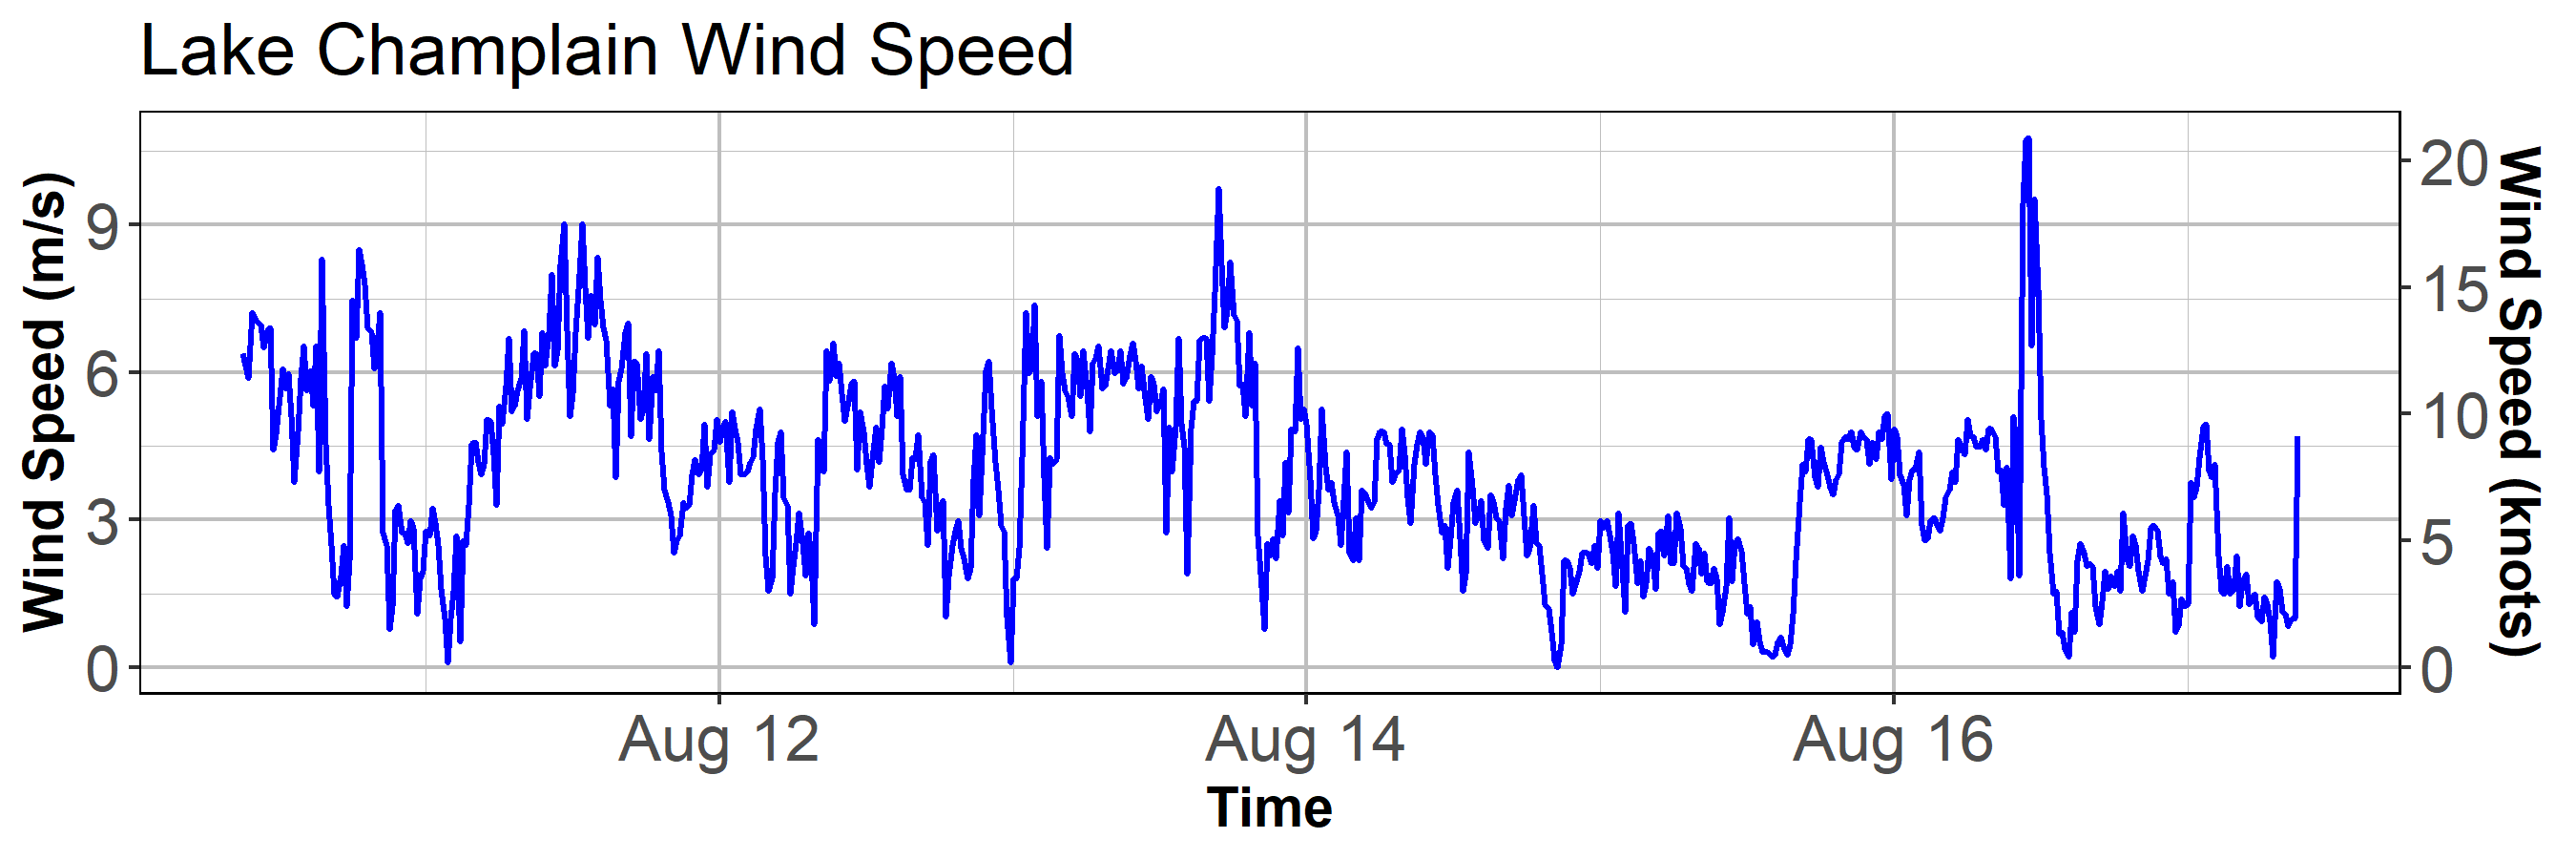 Lake Champlain Wind Speed
Wind Speed (m/s)
9
6
3
0
20
15
10
5
0
Wind Speed (knots)
Aug 12
Aug 14
Aug 16
Time